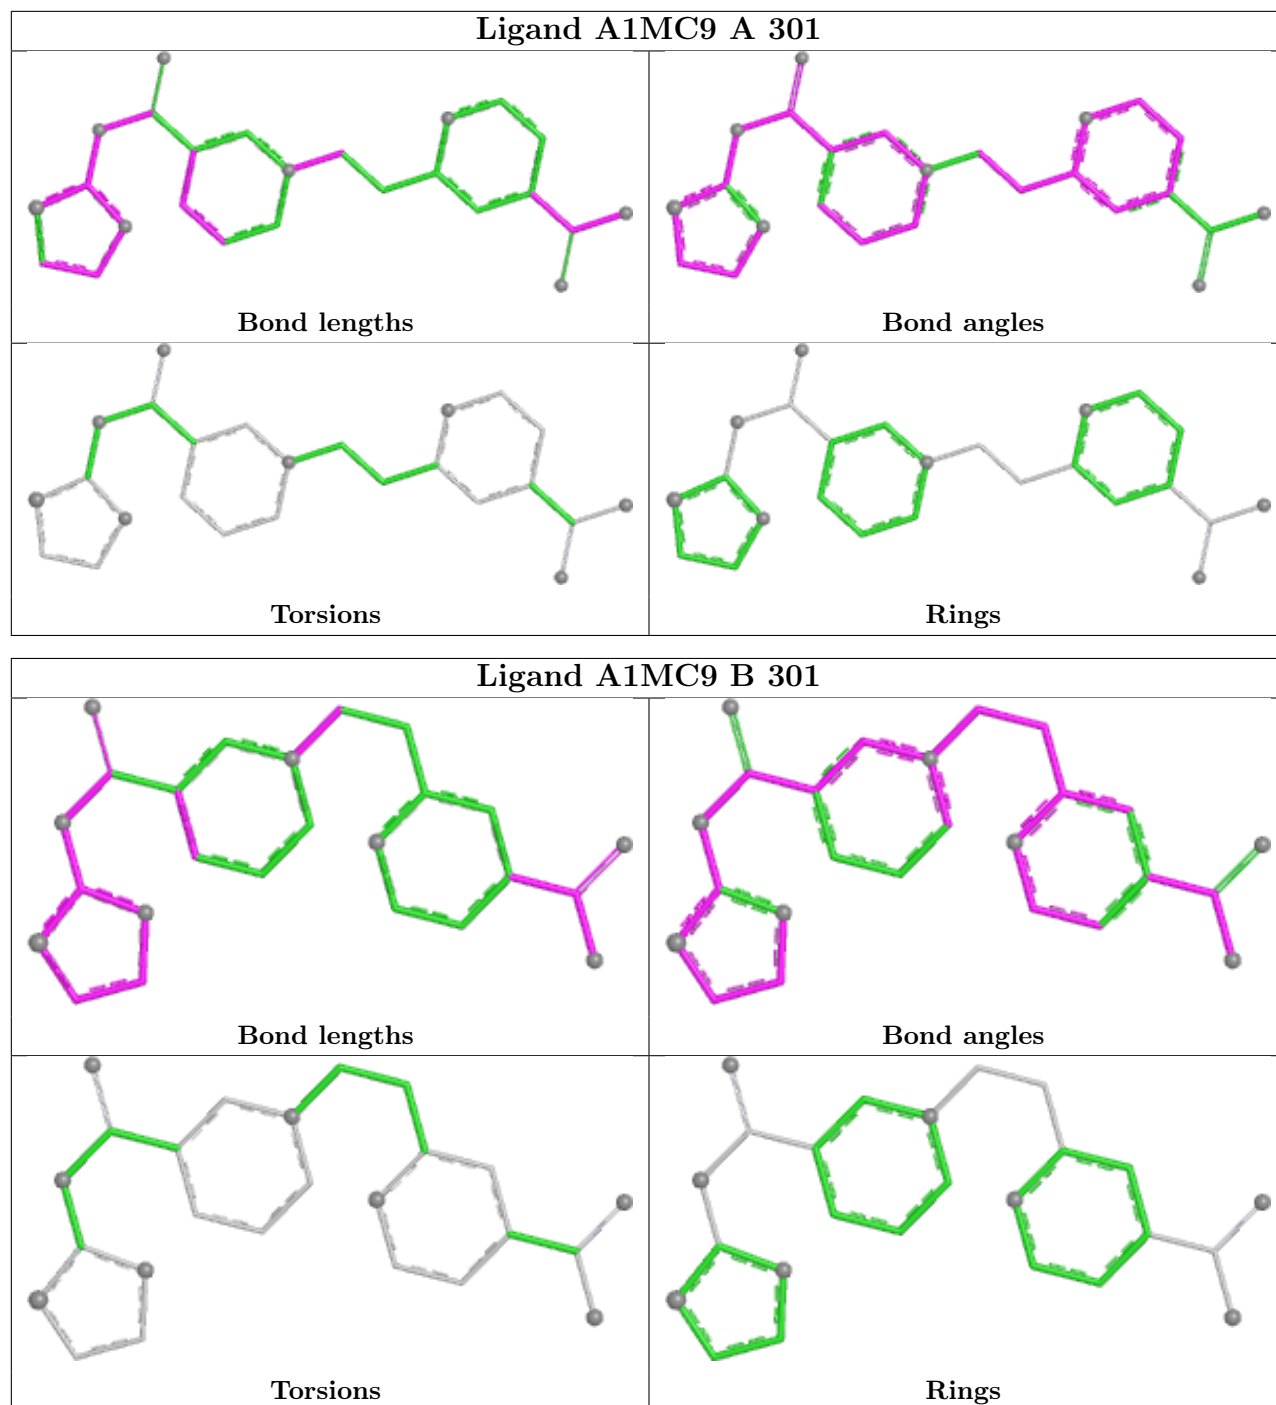 Ligand A1MC9 A 301
Bond lengths
Bond angles
Torsions
Rings
Ligand A1MC9 B 301
Bond lengths
Bond angles
Torsions
Rings